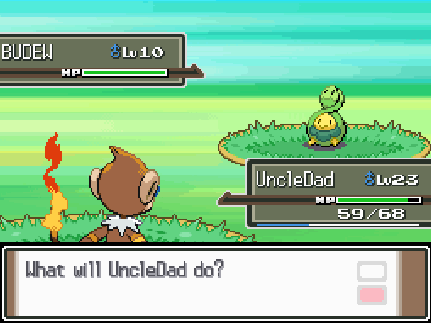 BUDEW ♂Lv10
HP
UncleDad ♂Lv23
HP
59/68
What will UncleDad do?